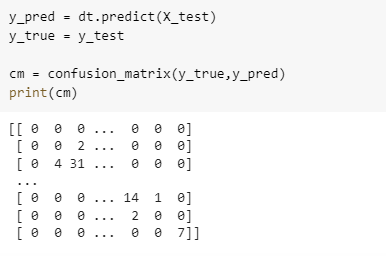 y_pred = dt.predict(X_test)
y_true = y_test
cm = confusion_matrix(y_true,y_pred)
print(cm)
[[ 0 0 0 ... 0 0 0]
[ 0 0 2 ... 0 0 0]
[ 0 4 31 ... 0 0 0]
...
[ 0 0 0 ... 14 1 0]
[ 0 0 0 ... 2 0 0]
[ 0 0 0 ... 0 0 7]]